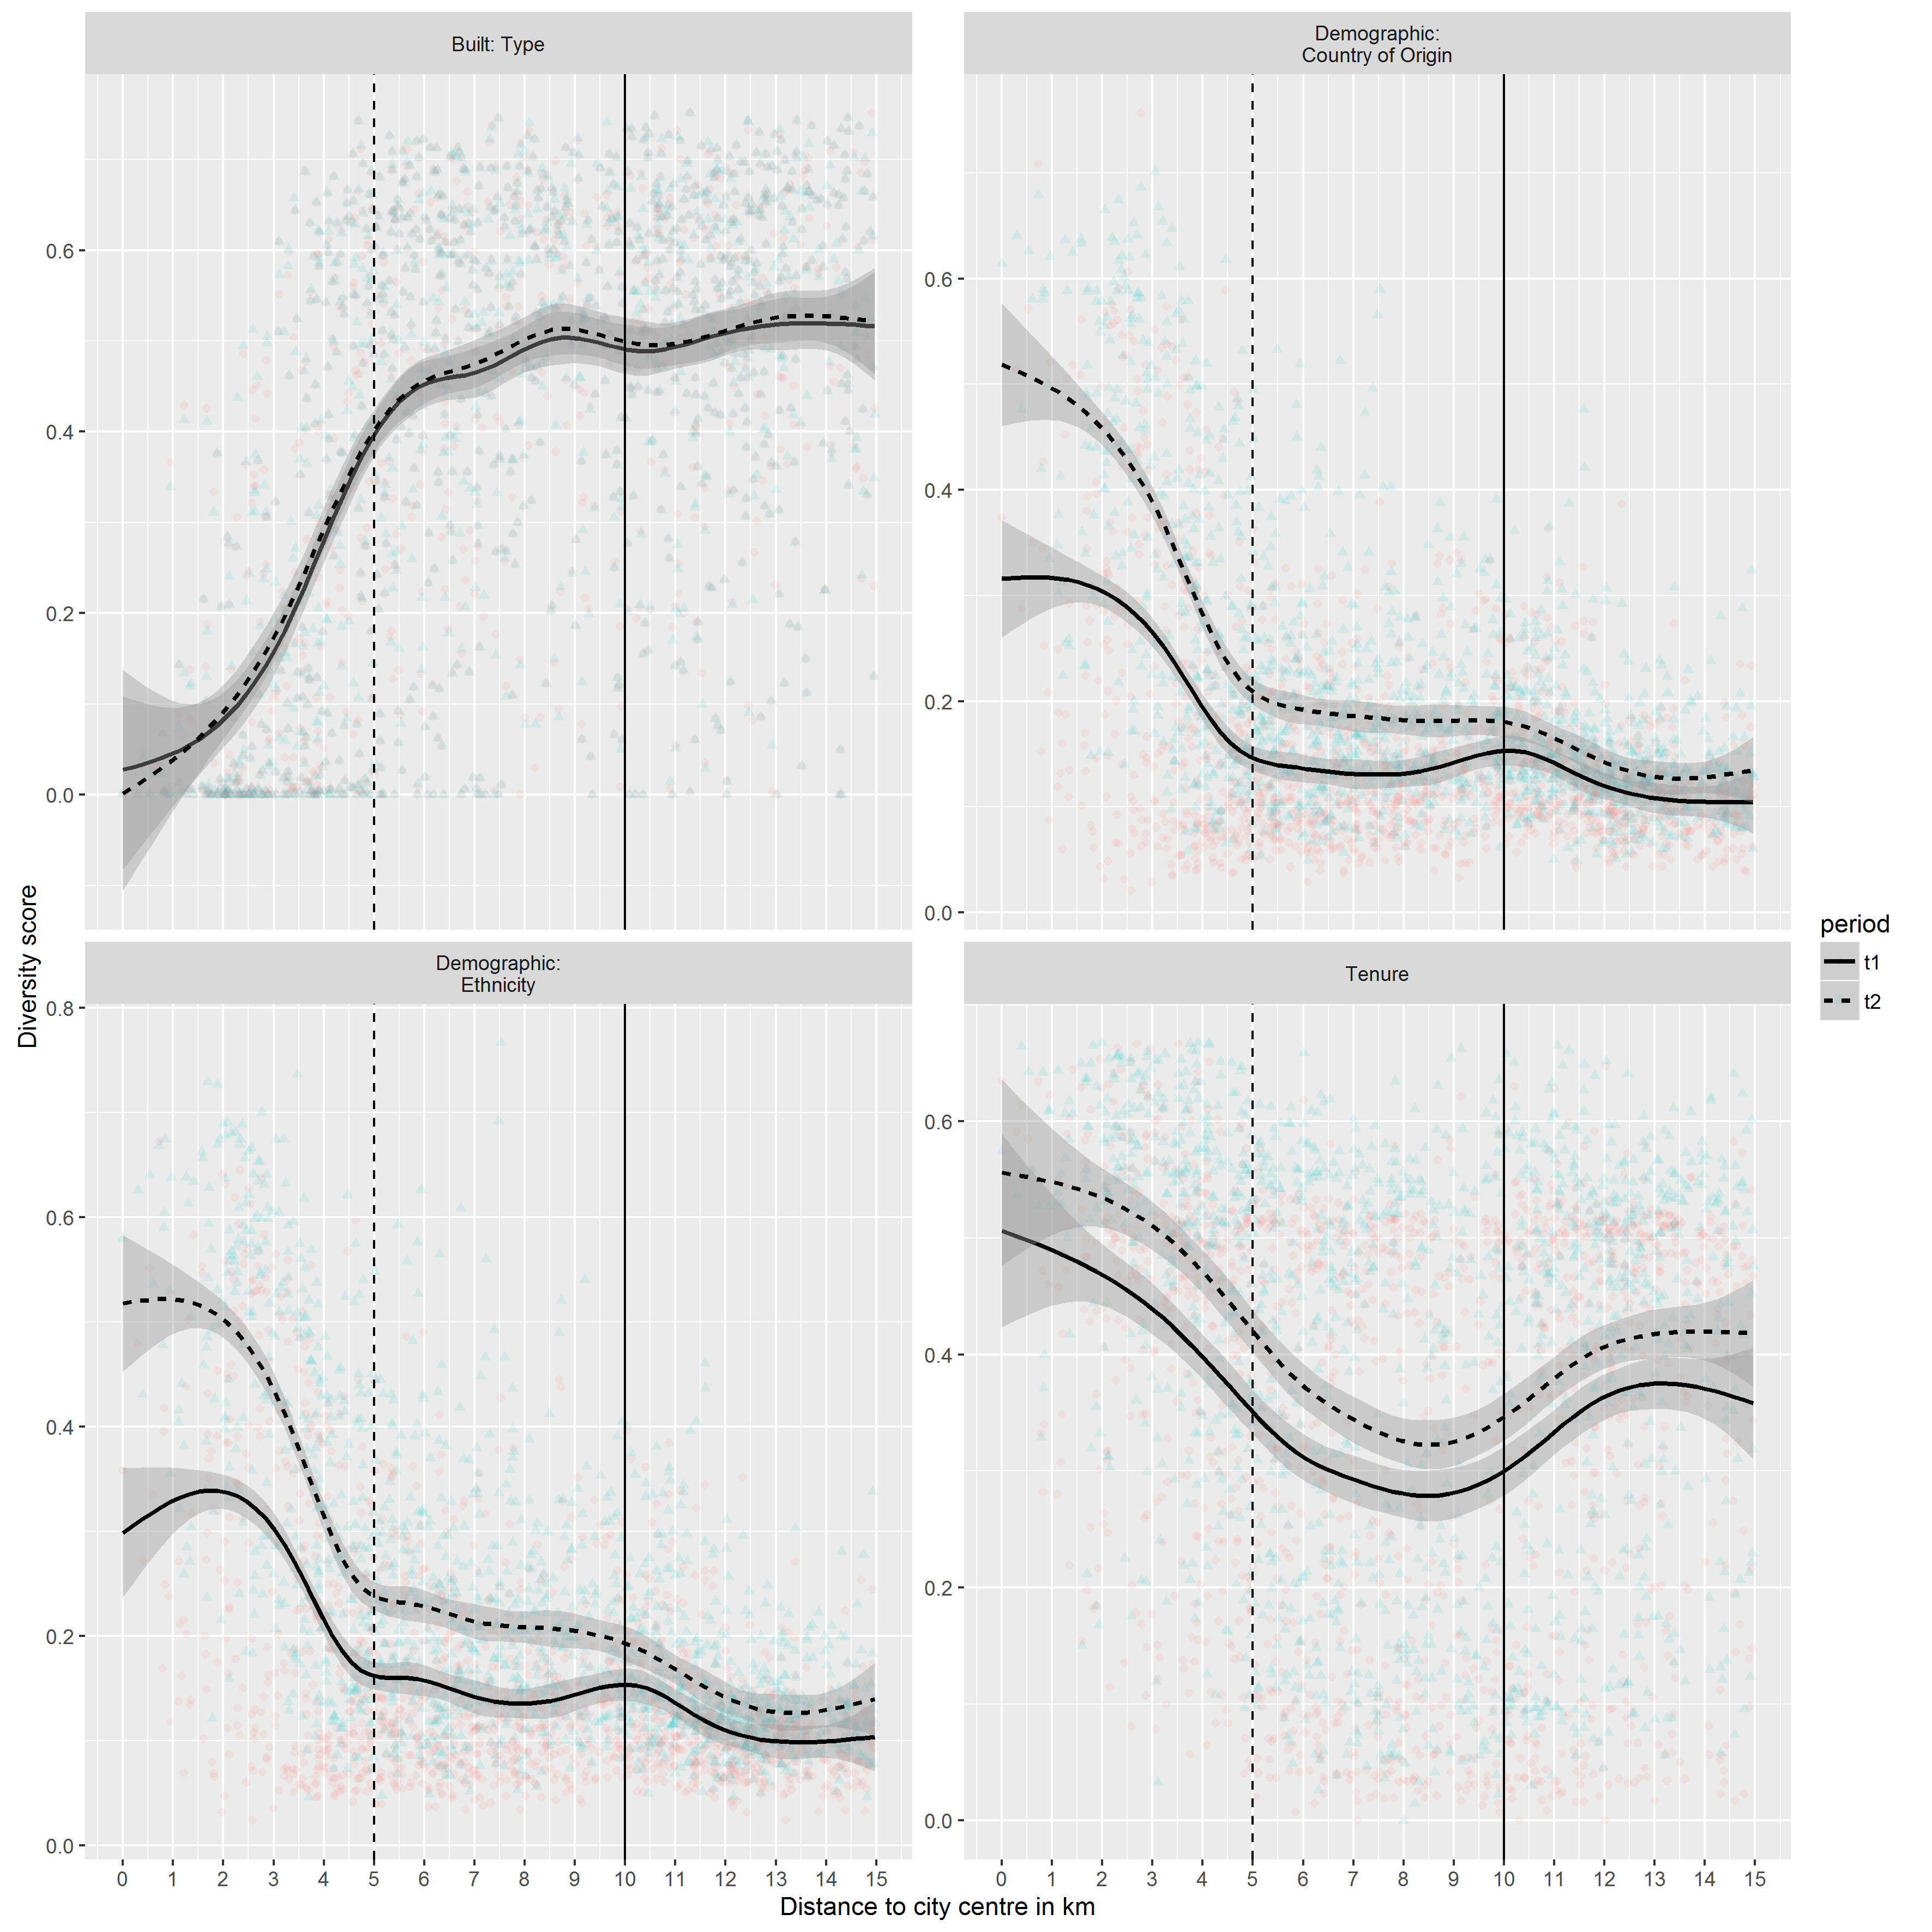 Built: Type
Demographic:
Country of Origin
0.6
0.4
0.2
0.0
0.6
0.4
0.2
0.0
Diversity score
period
t1
t2
Demographic:
Ethnicity
Tenure
0.8
0.6
0.4
0.2
0.0
0.6
0.4
0.2
0.0
0 1 2 3 4 5 6 7 8 9 10 11 12 13 14 15
0 1 2 3 4 5 6 7 8 9 10 11 12 13 14 15
Distance to city centre in km